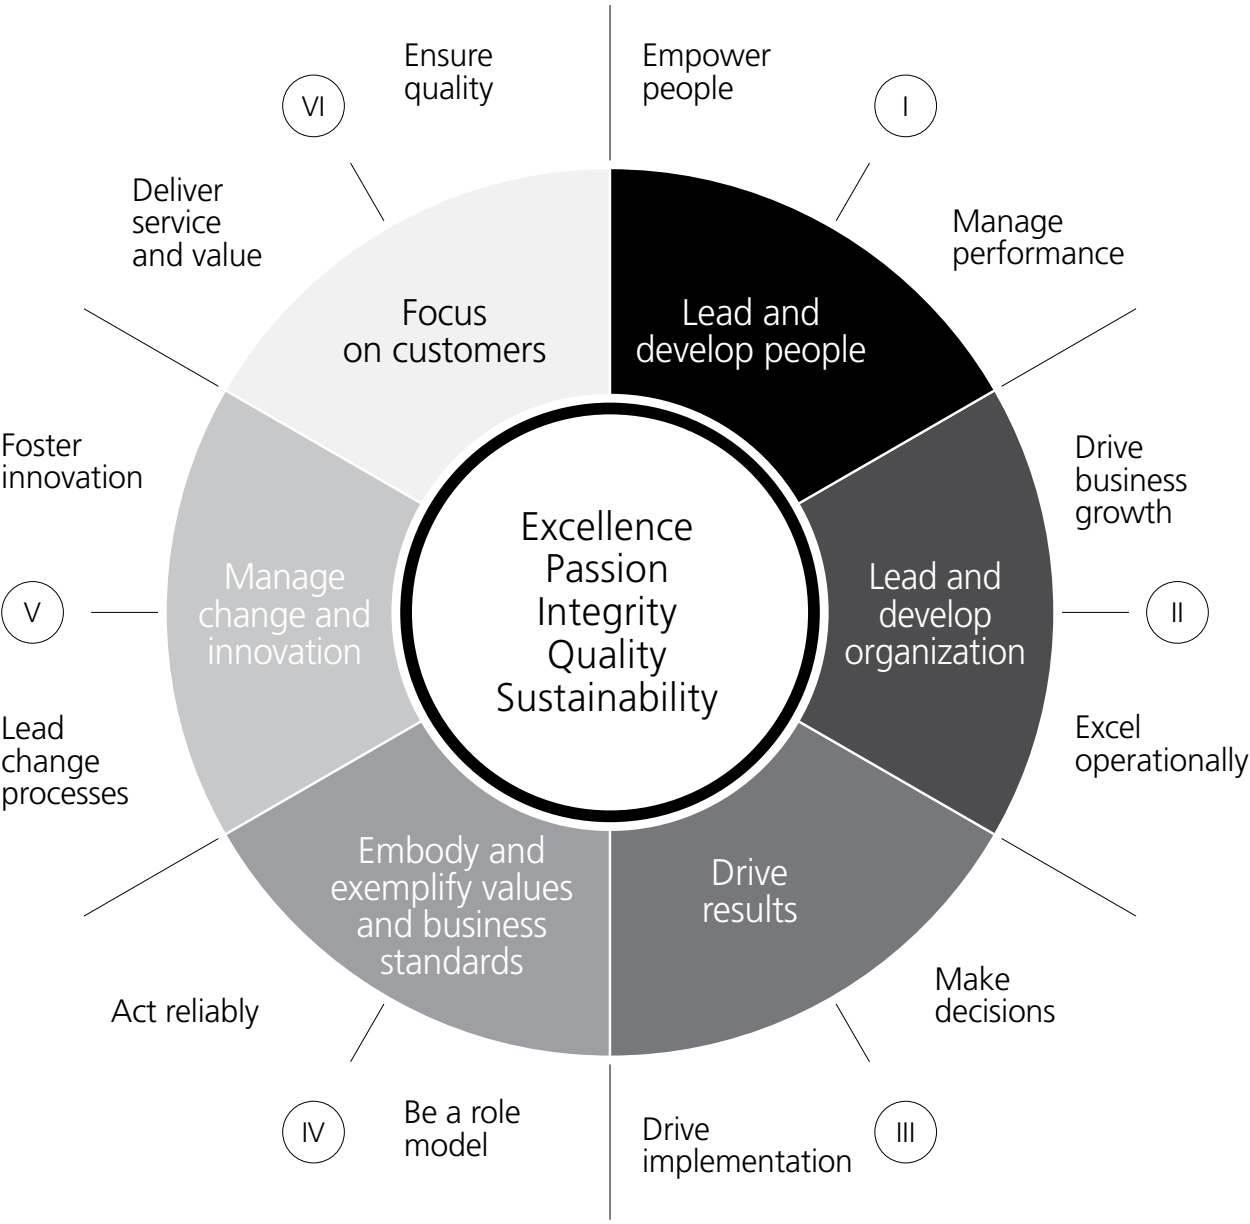 Ensure
quality
Empower
people
VI
I
Deliver
service
and value
Manage
performance
Focus
on customers
Lead and
develop people
Foster
innovation
Drive
business
growth
Excellence
Passion
Integrity
Quality
Sustainability
Manage
change and
innovation
Lead and
develop
organization
V
II
Lead
change
processes
Excel
operationally
Embody and
exemplify values
and business
standards
Drive
results
Act reliably
Make
decisions
IV
Be a role
model
Drive
implementation
III